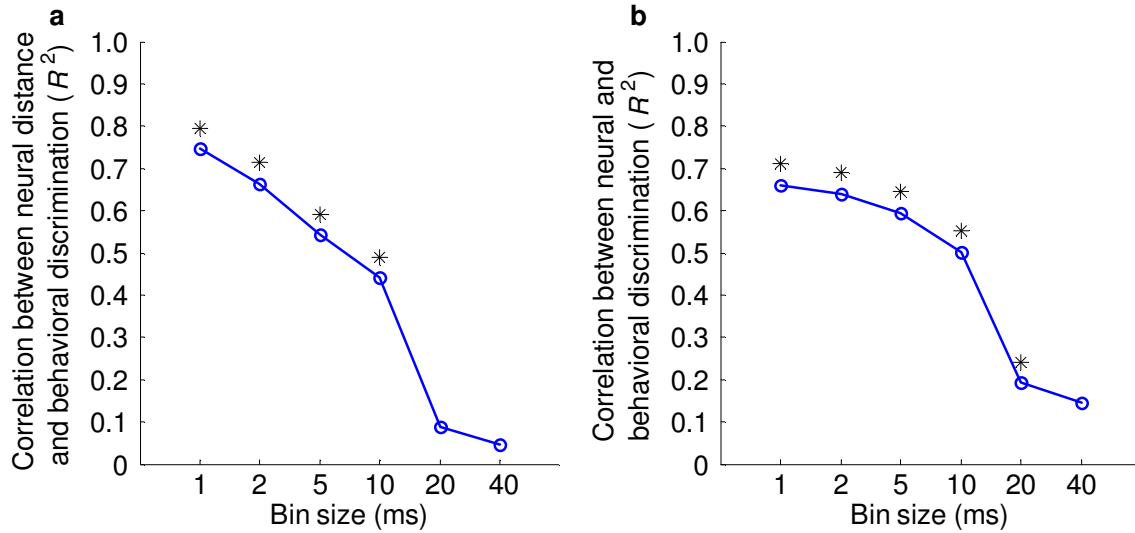 a
Correlation between neural distance
and behavioral discrimination (R²)
1.0
0.9
0.8
0.7
0.6
0.5
0.4
0.3
0.2
0.1
0
1 2 5 10 20 40
Bin size (ms)
b
Correlation between neural and
behavioral discrimination (R²)
1.0
0.9
0.8
0.7
0.6
0.5
0.4
0.3
0.2
0.1
0
1 2 5 10 20 40
Bin size (ms)